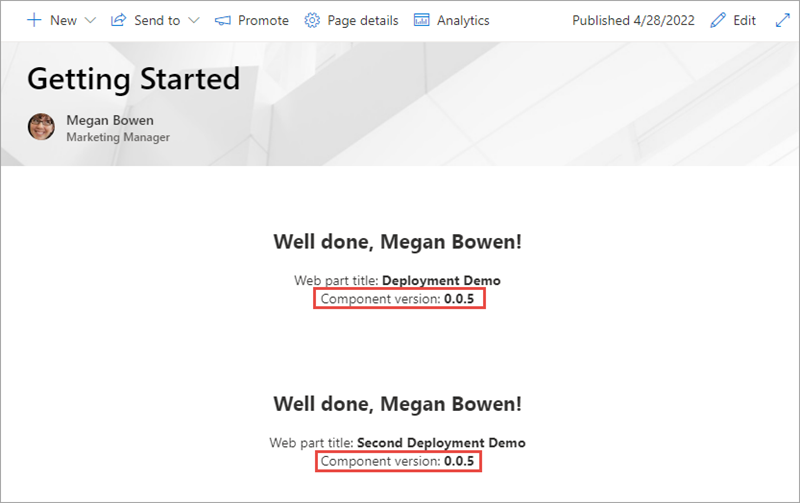 New Send to Promote Page details Analytics Published 4/28/2022 Edit
Getting Started
Megan Bowen
Marketing Manager
Well done, Megan Bowen!
Web part title: Deployment Demo
Component version: 0.0.5
Well done, Megan Bowen!
Web part title: Second Deployment Demo
Component version: 0.0.5